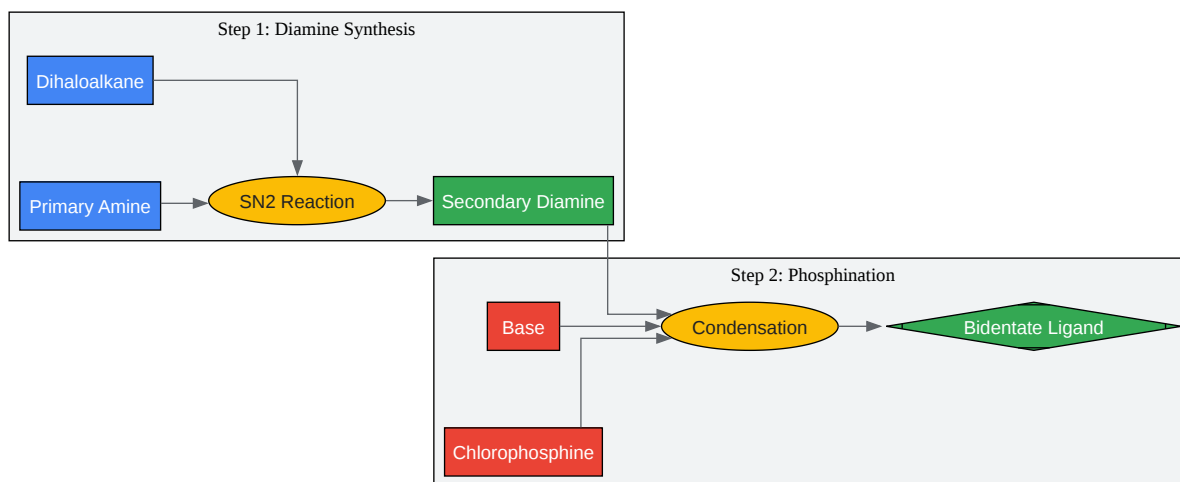 Step 1: Diamine Synthesis
Dihaloalkane
Primary Amine
SN2 Reaction
Secondary Diamine
Step 2: Phosphination
Base
Condensation
Bidentate Ligand
Chlorophosphine